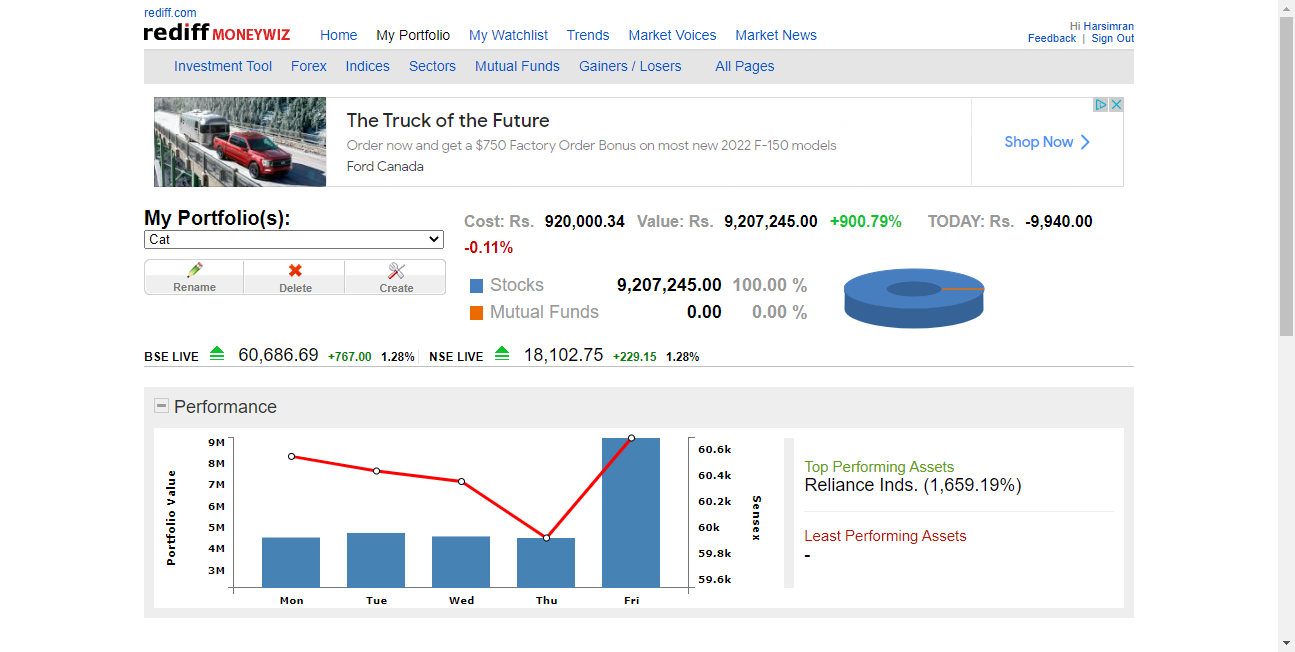 rediff.com
rediff MONEYWIZ
Home My Portfolio My Watchlist Trends Market Voices Market News
Hi Harsimran
Feedback | Sign Out
Investment Tool Forex Indices Sectors Mutual Funds Gainers / Losers All Pages
The Truck of the Future
Order now and get a $750 Factory Order Bonus on most new 2022 F-150 models
Ford Canada
Shop Now
My Portfolio(s):
Cat
Rename Delete Create
Cost: Rs. 920,000.34 Value: Rs. 9,207,245.00 +900.79% TODAY: Rs. -9,940.00
-0.11%
Stocks 9,207,245.00 100.00 %
Mutual Funds 0.00 0.00 %
BSE LIVE 60,686.69 +767.00 1.28% NSE LIVE 18,102.75 +229.15 1.28%
Performance
Portfolio Value
9M
8M
7M
6M
5M
4M
3M
Mon Tue Wed Thu Fri
60.6k
60.4k
60.2k
60k
59.8k
59.6k
Sensex
Top Performing Assets
Reliance Inds. (1,659.19%)
Least Performing Assets
-